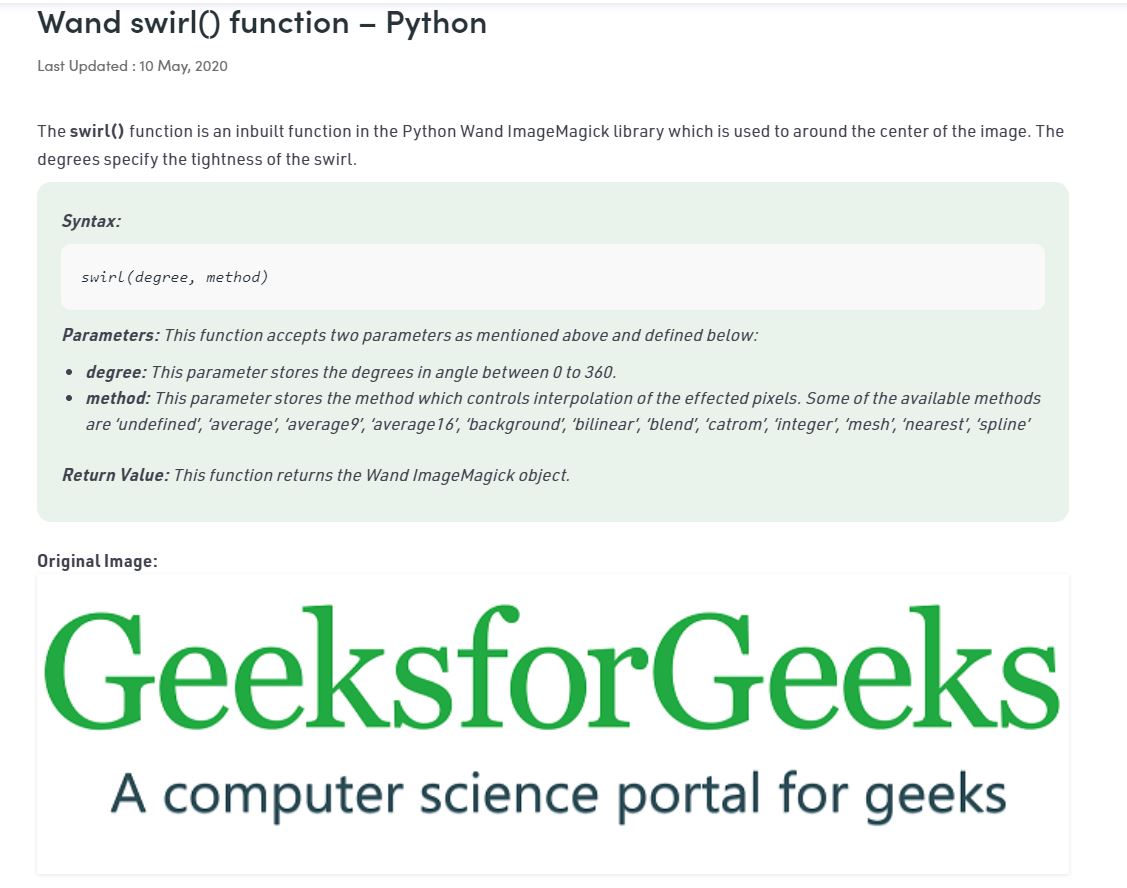 Wand swirl() function – Python
Last Updated : 10 May, 2020
The swirl() function is an inbuilt function in the Python Wand ImageMagick library which is used to around the center of the image. The
degrees specify the tightness of the swirl.
Syntax:
swirl(degree, method)
Parameters: This function accepts two parameters as mentioned above and defined below:
• degree: This parameter stores the degrees in angle between 0 to 360.
• method: This parameter stores the method which controls interpolation of the effected pixels. Some of the available methods
are ‘undefined’, ‘average’, ‘average9’, ‘average16’, ‘background’, ‘bilinear’, ‘blend’, ‘catrom’, ‘integer’, ‘mesh’, ‘nearest’, ‘spline’
Return Value: This function returns the Wand ImageMagick object.
Original Image:
GeeksforGeeks
A computer science portal for geeks